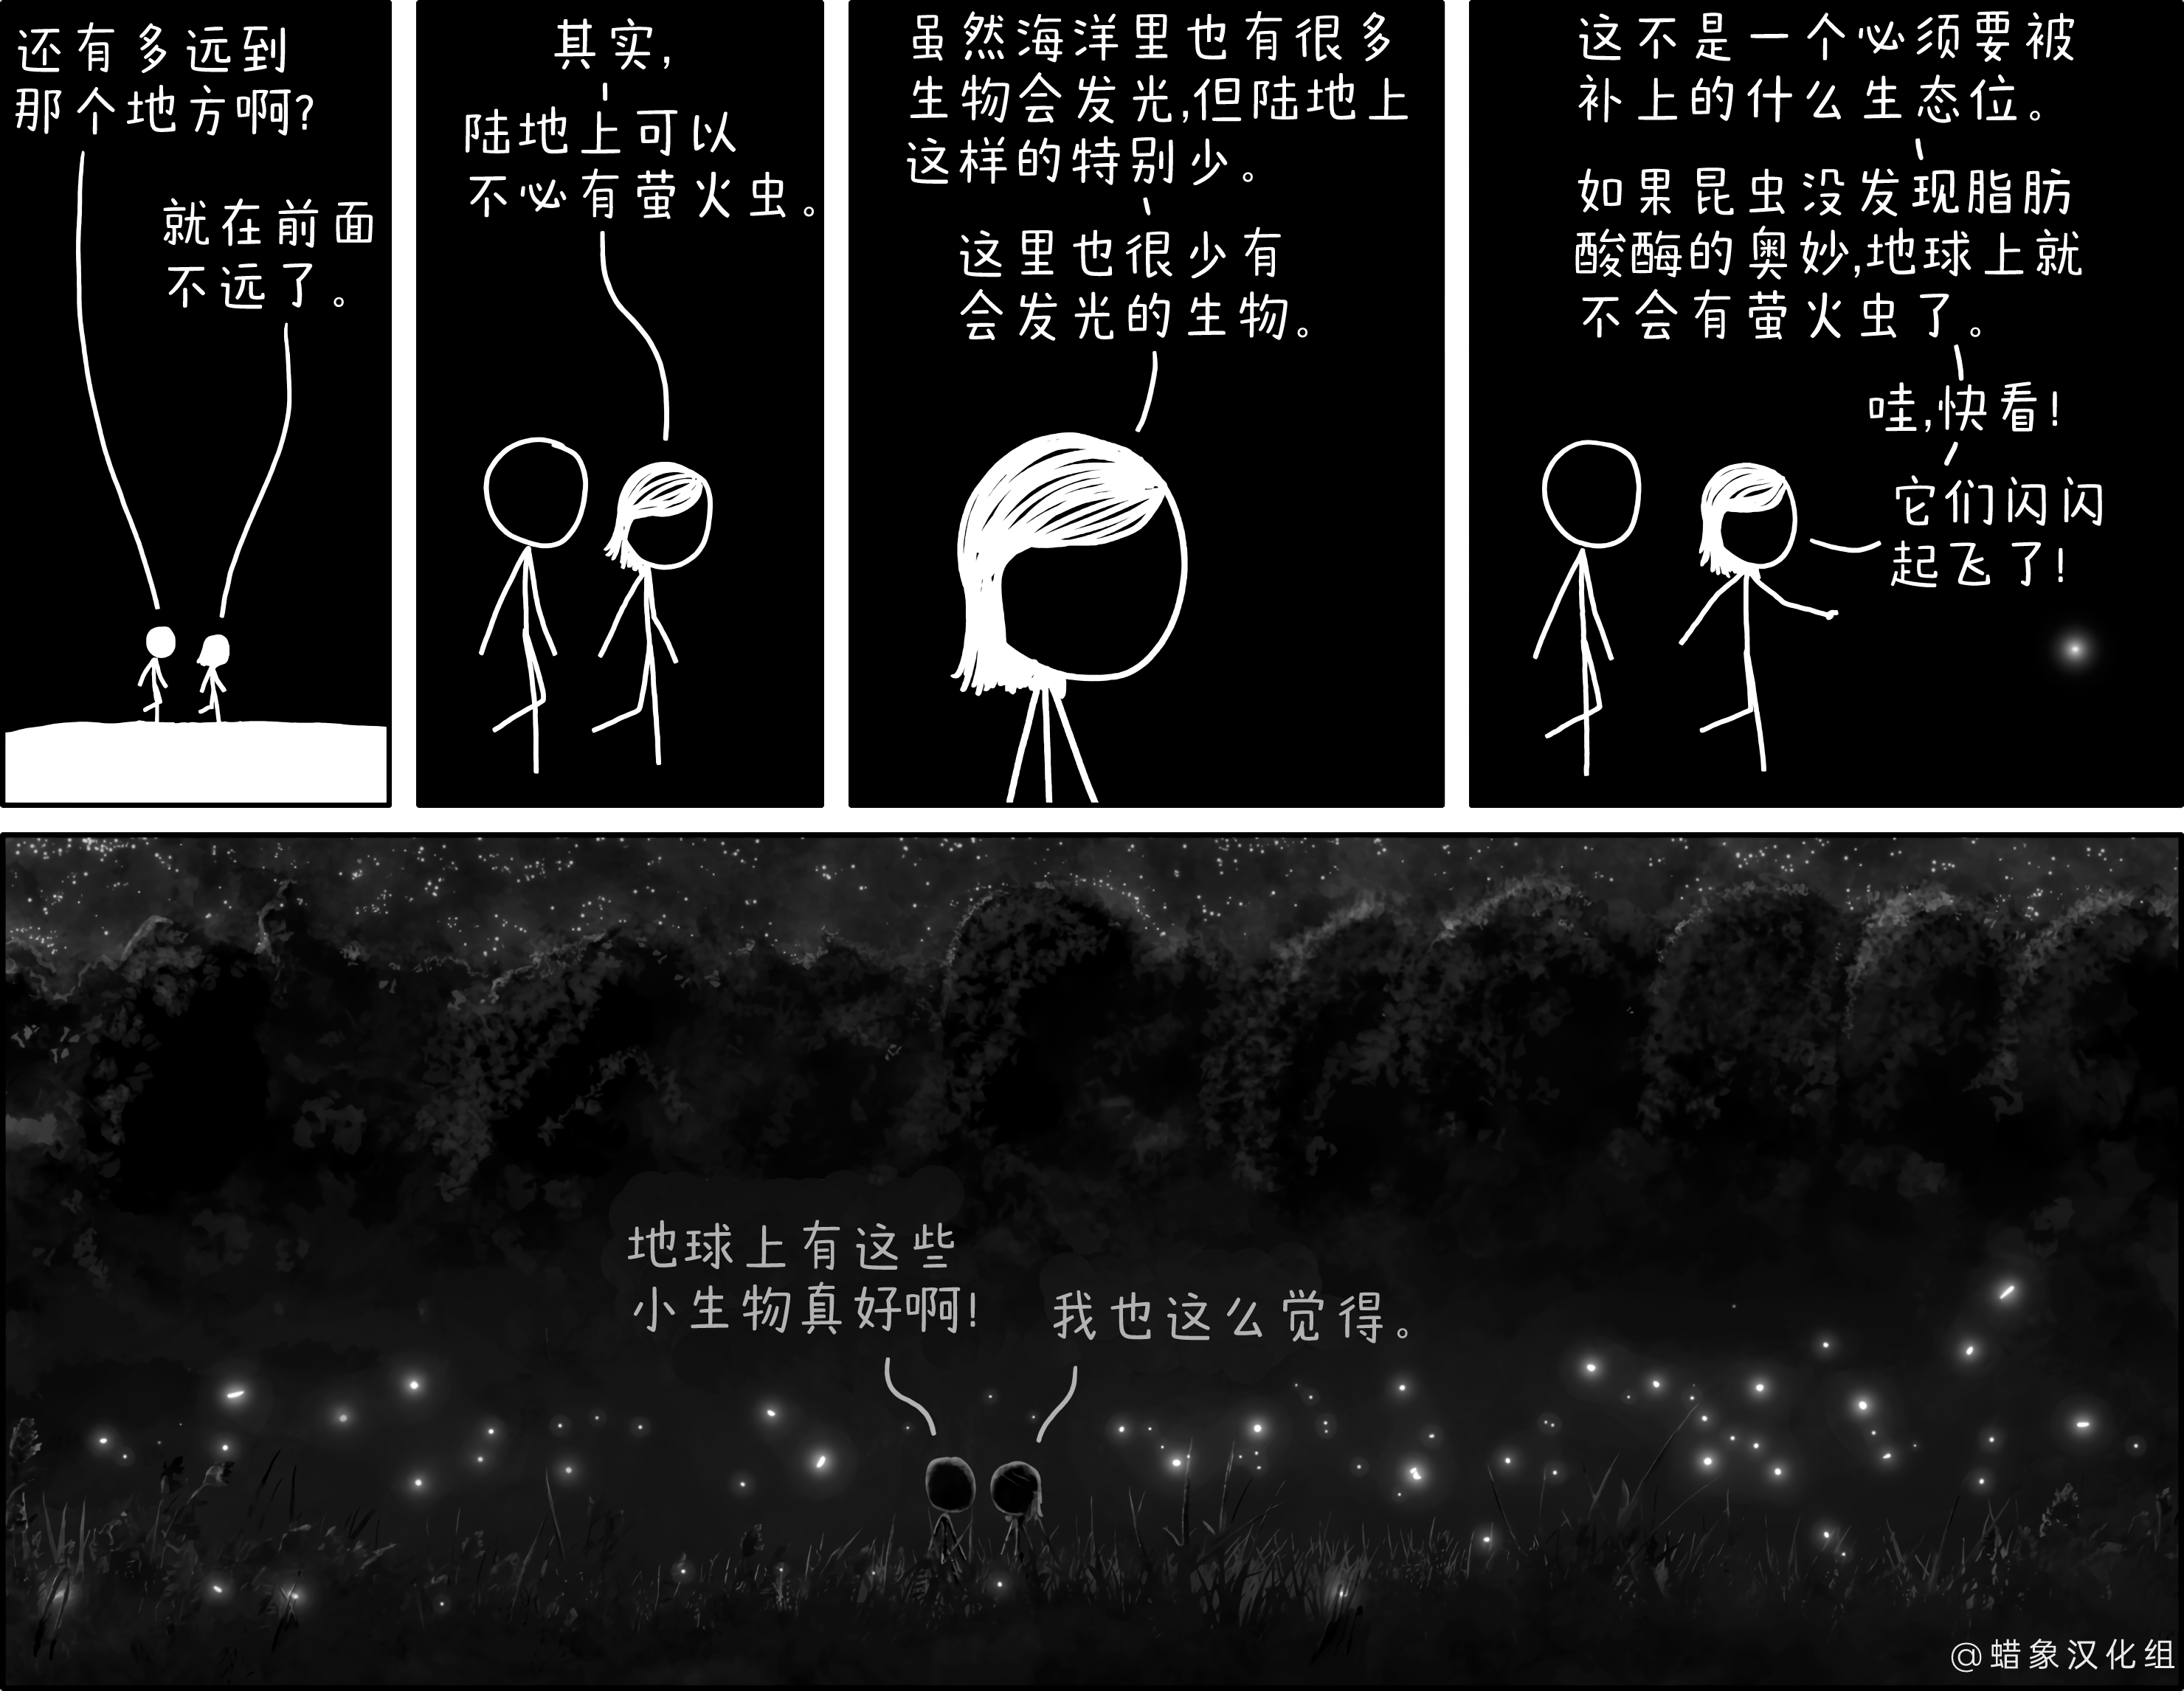 还有多远到
那个地方啊?
就在前面
不远了。
其实,
陆地上可以
不必有萤火虫。
虽然海洋里也有很多
生物会发光,但陆地上
这样的特别少。
这里也很少有
会发光的生物。
这不是一个必须要被
补上的什么生态位。
如果昆虫没发现脂肪
酸酶的奥妙,地球上就
不会有萤火虫了。
哇,快看!
它们闪闪
起飞了!
地球上有这些
小生物真好啊!
我也这么觉得。
@蜡象汉化组